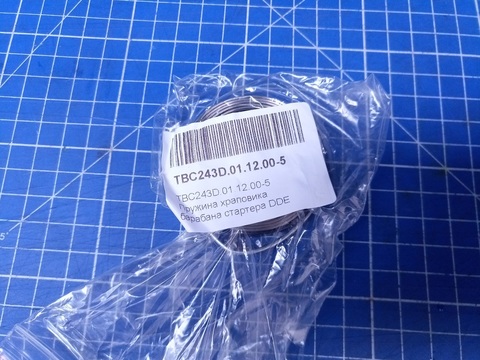 TBC243D.01.12.00-5
TBC243D.01.12.00-5
Пружина храповика
барабана стартера DDE